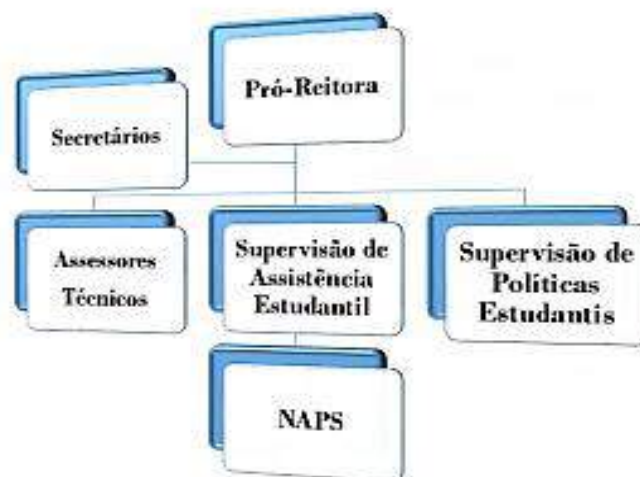 Pró-Reitora
Secretários
Assessores
Técnicos
Supervisão de
Assistência
Estudantil
Supervisão de
Políticas
Estudantis
NAPS